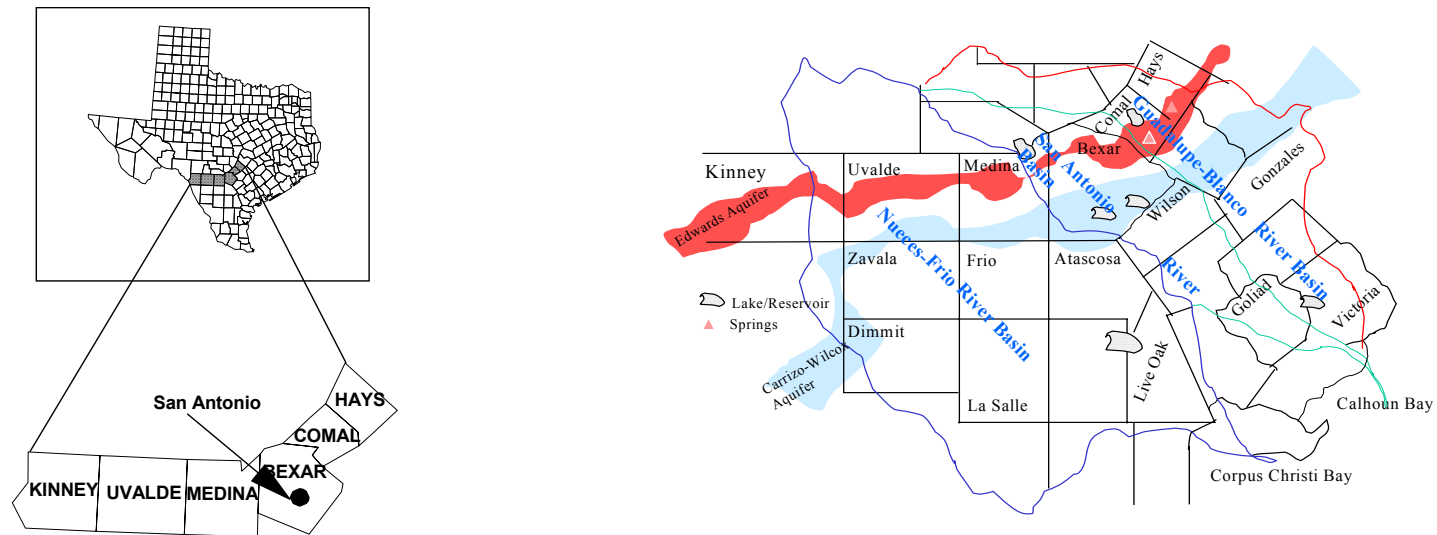 San Antonio
HAYS
COMAL
BEXAR
KINNEY
UVALDE
MEDINA
Hays
Comal
Guadalupe-Blanco
River Basin
San Antonio
Basin
River
Bexar
Gonzales
Kinney
Uvalde
Medina
Wilson
Edwards Aquifer
Nueces-Frio River Basin
Zavala
Frio
Atascosa
Goliad
Victoria
Lake/Reservoir
Springs
Dimmit
Carrizo-Wilcox
Aquifer
Live Oak
La Salle
Calhoun Bay
Corpus Christi Bay